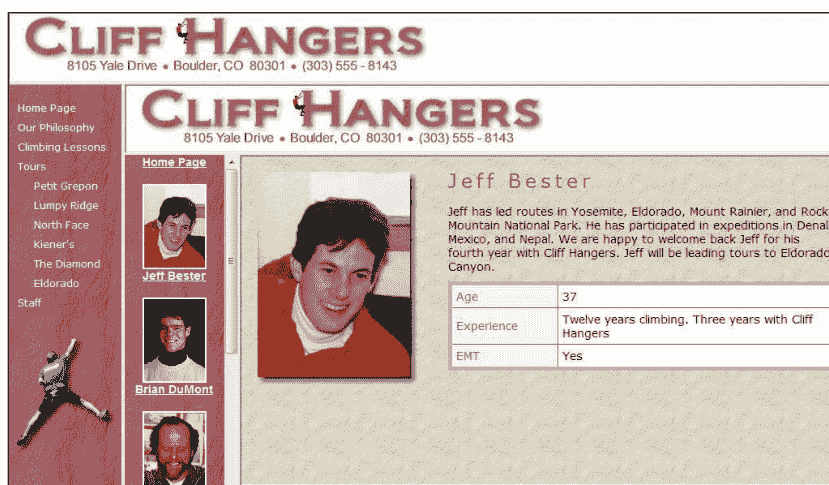 CLIFF HANGERS
8105 Yale Drive • Boulder, CO 80301 • (303) 555 - 8143
CLIFF HANGERS
8105 Yale Drive • Boulder, CO 80301 • (303) 555 - 8143
Home Page
Our Philosophy
Climbing Lessons
Tours
Petit Grepon
Lumpy Ridge
North Face
Kiener's
The Diamond
Eldorado
Staff
Home Page
Jeff Bester
Brian DuMont
Jeff Bester
Jeff has led routes in Yosemite, Eldorado, Mount Rainier, and Rock
Mountain National Park. He has participated in expeditions in Denal
Mexico, and Nepal. We are happy to welcome back Jeff for his
fourth year with Cliff Hangers. Jeff will be leading tours to Eldorado
Canyon.
Age 37
Experience Twelve years climbing. Three years with Cliff
Hangers
EMT Yes